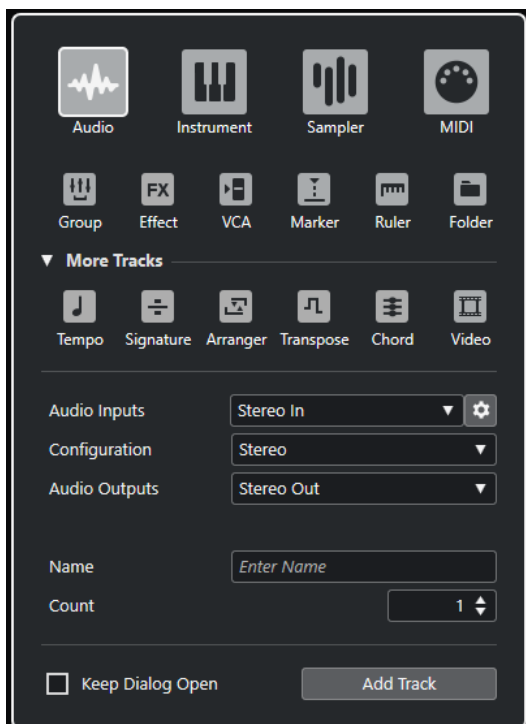 Audio Instrument Sampler MIDI
FX
Group Effect VCA Marker Ruler Folder
More Tracks
Tempo Signature Arranger Transpose Chord Video
Audio Inputs Stereo In
Configuration Stereo
Audio Outputs Stereo Out
Name Enter Name
Count 1
Keep Dialog Open Add Track